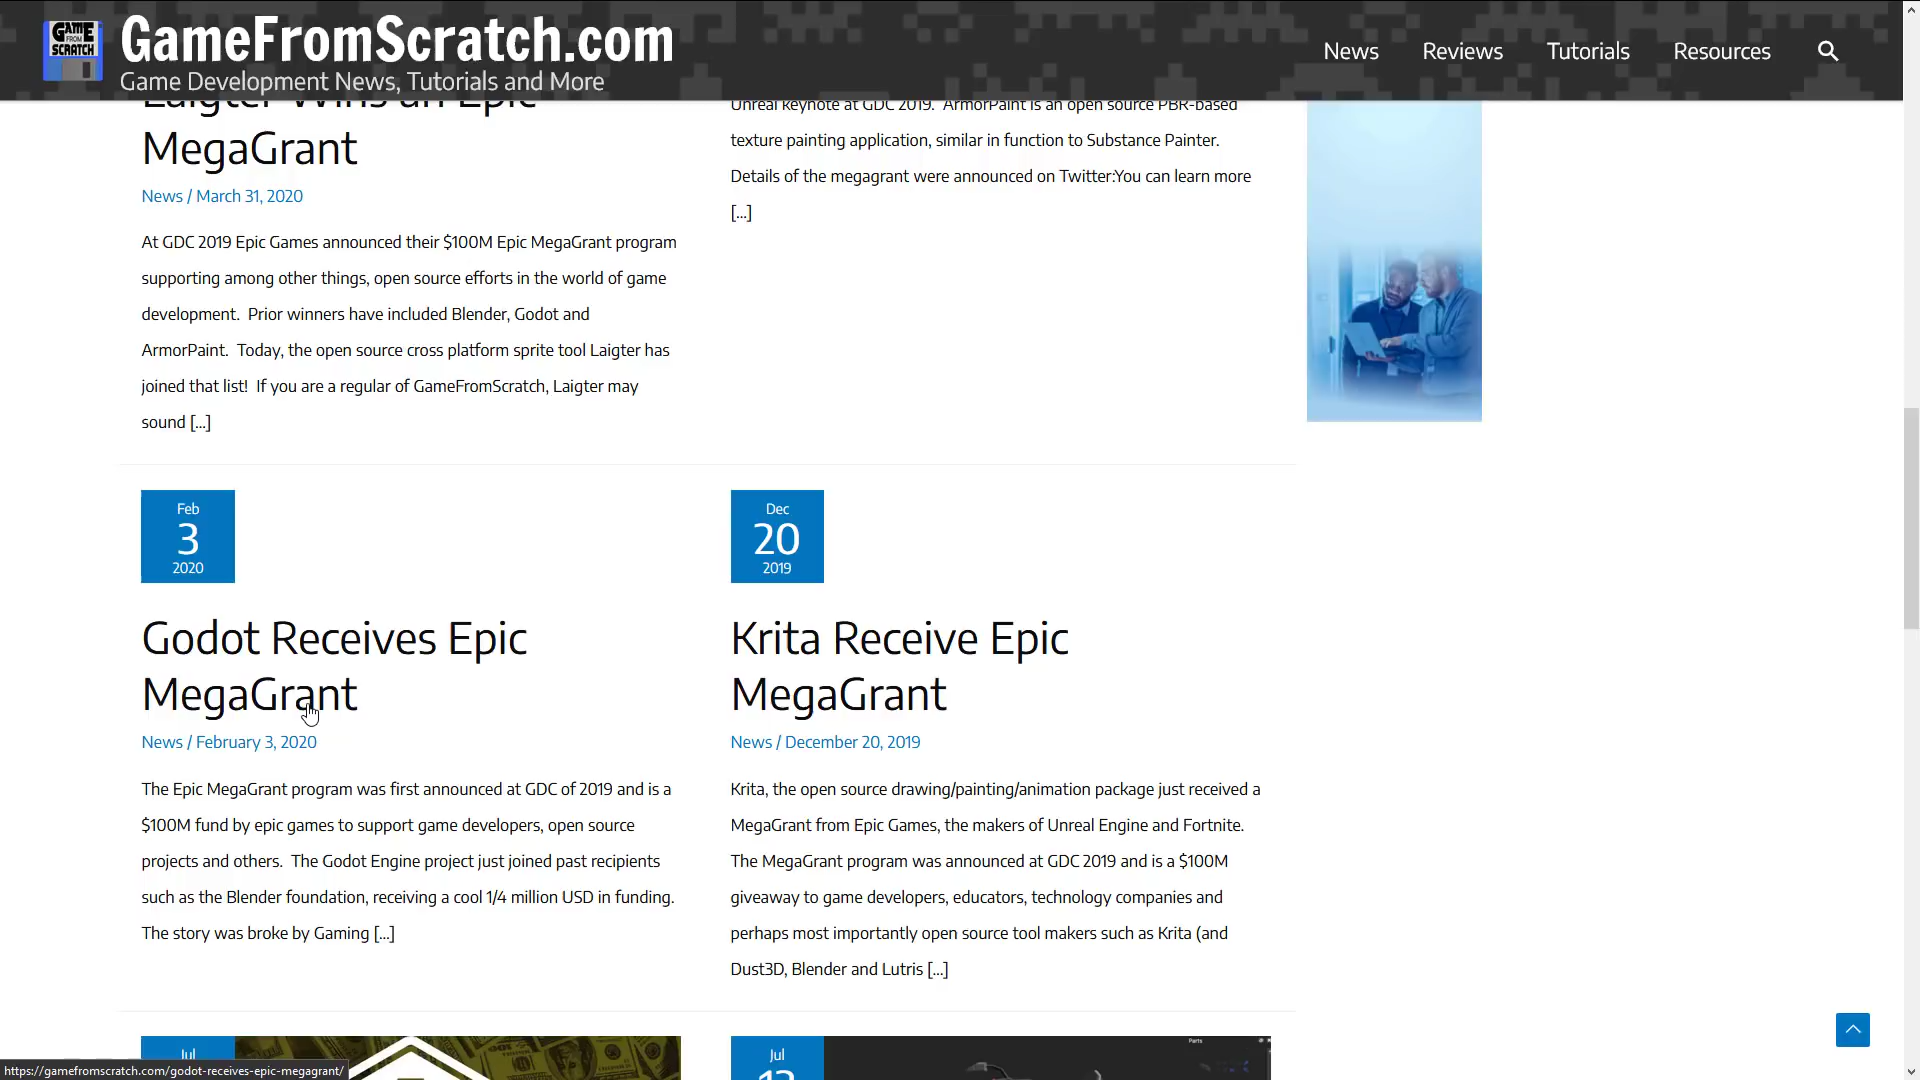 GAME
FROM
SCRATCH
GameFromScratch.com
Game Development News, Tutorials and More
News
Reviews
Tutorials
Resources
Laigter Wins an Epic
MegaGrant
News / March 31, 2020
At GDC 2019 Epic Games announced their $100M Epic MegaGrant program
supporting among other things, open source efforts in the world of game
development.  Prior winners have included Blender, Godot and
ArmorPaint.  Today, the open source cross platform sprite tool Laigter has
joined that list!  If you are a regular of GameFromScratch, Laigter may
sound [...]
Unreal keynote at GDC 2019.  ArmorPaint is an open source PBR-based
texture painting application, similar in function to Substance Painter.
Details of the megagrant were announced on Twitter:You can learn more
[...]
Feb
3
2020
Godot Receives Epic
MegaGrant
News / February 3, 2020
The Epic MegaGrant program was first announced at GDC of 2019 and is a
$100M fund by epic games to support game developers, open source
projects and others.  The Godot Engine project just joined past recipients
such as the Blender foundation, receiving a cool 1/4 million USD in funding.
The story was broke by Gaming [...]
Dec
20
2019
Krita Receive Epic
MegaGrant
News / December 20, 2019
Krita, the open source drawing/painting/animation package just received a
MegaGrant from Epic Games, the makers of Unreal Engine and Fortnite.
The MegaGrant program was announced at GDC 2019 and is a $100M
giveaway to game developers, educators, technology companies and
perhaps most importantly open source tool makers such as Krita (and
Dust3D, Blender and Lutris [...]
Jul
Jul
Parts
https://gamefromscratch.com/godot-receives-epic-megagrant/